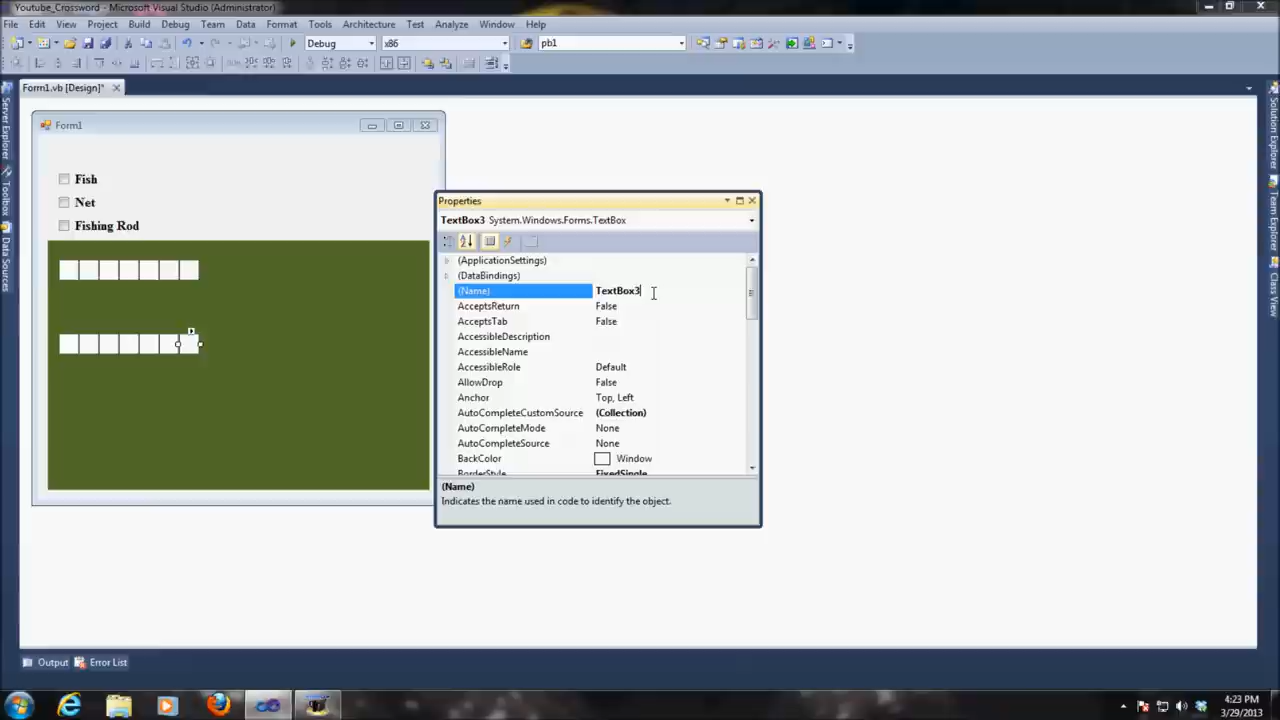 Youtube_Crossword - Microsoft Visual Studio (Administrator)
File Edit View Project Build Debug Team Data Format Tools Architecture Test Analyze Window Help
Debug x86 pb1
Form1.vb [Design]*
Server Explorer
Toolbox
Data Sources
Form1
Fish
Net
Fishing Rod
Properties
TextBox3 System.Windows.Forms.TextBox
(ApplicationSettings)
(DataBindings)
(Name) TextBox3
AcceptsReturn False
AcceptsTab False
AccessibleDescription
AccessibleName
AccessibleRole Default
AllowDrop False
Anchor Top, Left
AutoCompleteCustomSource (Collection)
AutoCompleteMode None
AutoCompleteSource None
BackColor Window
BorderStyle FixedSingle
(Name)
Indicates the name used in code to identify the object.
Solution Explorer
Team Explorer
Class View
Output Error List
4:23 PM
3/29/2013